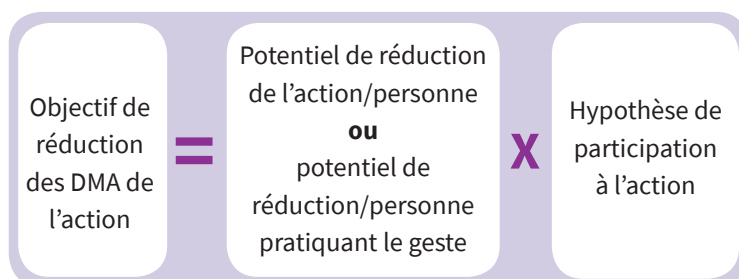 Objectif de
réduction
des DMA de
l'action
=
Potentiel de réduction
de l'action/personne
ou
potentiel de
réduction/personne
pratiquant le geste
X
Hypothèse de
participation
à l'action